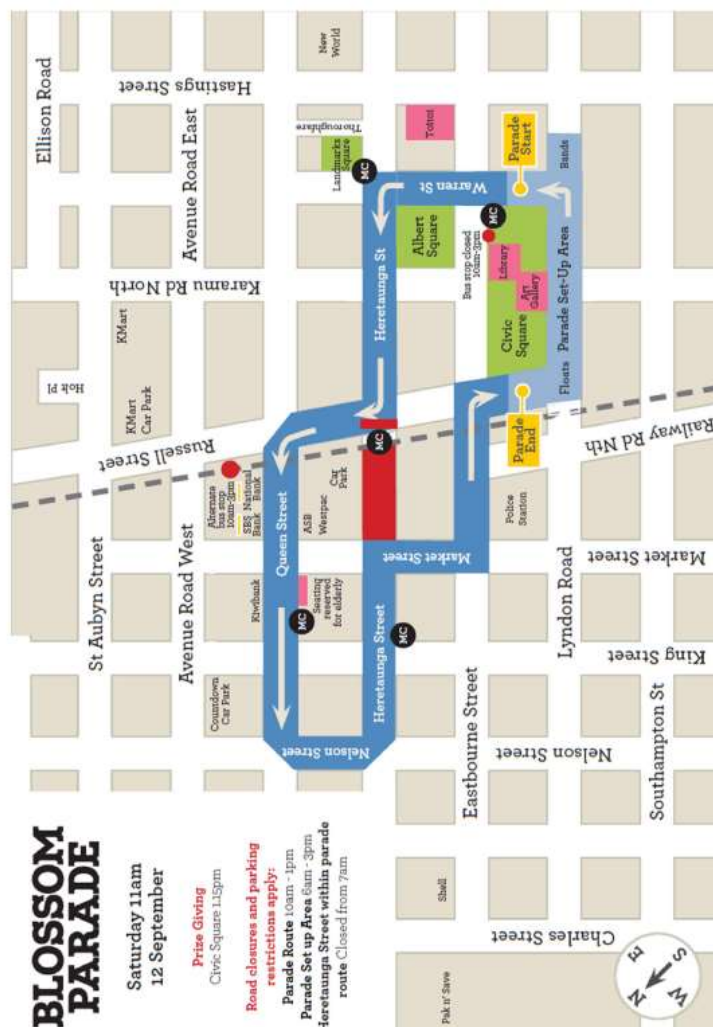 BLOSSOM
PARADE
Saturday 11am
12 September
Prize Giving
Civic Square 1.15pm
Road closures and parking
restrictions apply:
Parade Route 10am - 1pm
Parade Set up Area 6am - 3pm
Heretaunga Street within parade
route Closed from 7am
Ellison Road
Hastings Street
New
World
Avenue Road East
Thoroughfare
Landmarks
Square
MC
Toitoi
Warren St
Parade
Start
Bands
Albert
Square
MC
Bus stop closed
10am-3pm
Library
Art
Gallery
Civic
Square
Parade Set-Up Area
Floats
Parade
End
Karamu Rd North
Heretaunga St
KMart
Holt Pl
KMart
Car Park
Russell Street
Railway Rd Nth
MC
Alternate
bus stop
10am-3pm
SBS
Bank
National
Bank
Queen Street
ASB
Westpac
Car
Park
Police
Station
St Aubyn Street
Avenue Road West
Kiwibank
Market Street
Lyndon Road
Market Street
MC
Seating
reserved
for elderly
MC
Heretaunga Street
King Street
Countdown
Car Park
Nelson Street
Eastbourne Street
Nelson Street
Southampton St
Shell
Charles Street
Pak n' Save
N
E
S
W